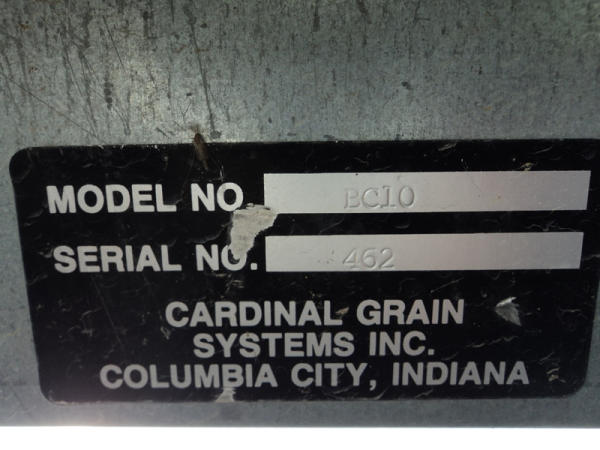 MODEL NO. BC10
SERIAL NO. 462
CARDINAL GRAIN
SYSTEMS INC.
COLUMBIA CITY, INDIANA